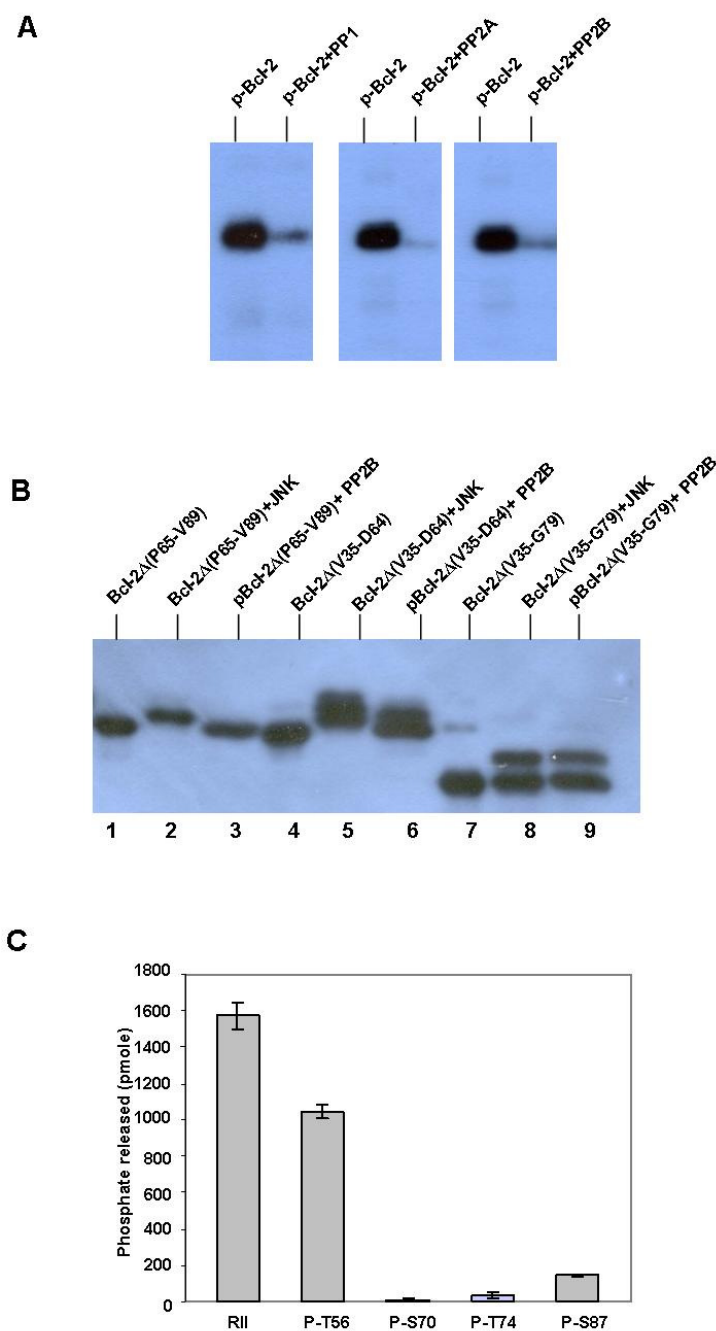 A
p-Bcl-2
p-Bcl-2+PP1
p-Bcl-2
p-Bcl-2+PP2A
p-Bcl-2
p-Bcl-2+PP2B
B
Bcl-2Δ(P65-V89)
Bcl-2Δ(P65-V89)+JNK
pBcl-2Δ(P65-V89)+ PP2B
Bcl-2Δ(V35-D64)
Bcl-2Δ(V35-D64)+JNK
pBcl-2Δ(V35-D64)+ PP2B
Bcl-2Δ(V35-G79)
Bcl-2Δ(V35-G79)+JNK
pBcl-2Δ(V35-G79)+ PP2B
1 2 3 4 5 6 7 8 9
C
Phosphate released (pmole)
1800
1600
1400
1200
1000
800
600
400
200
0
RII P-T56 P-S70 P-T74 P-S87